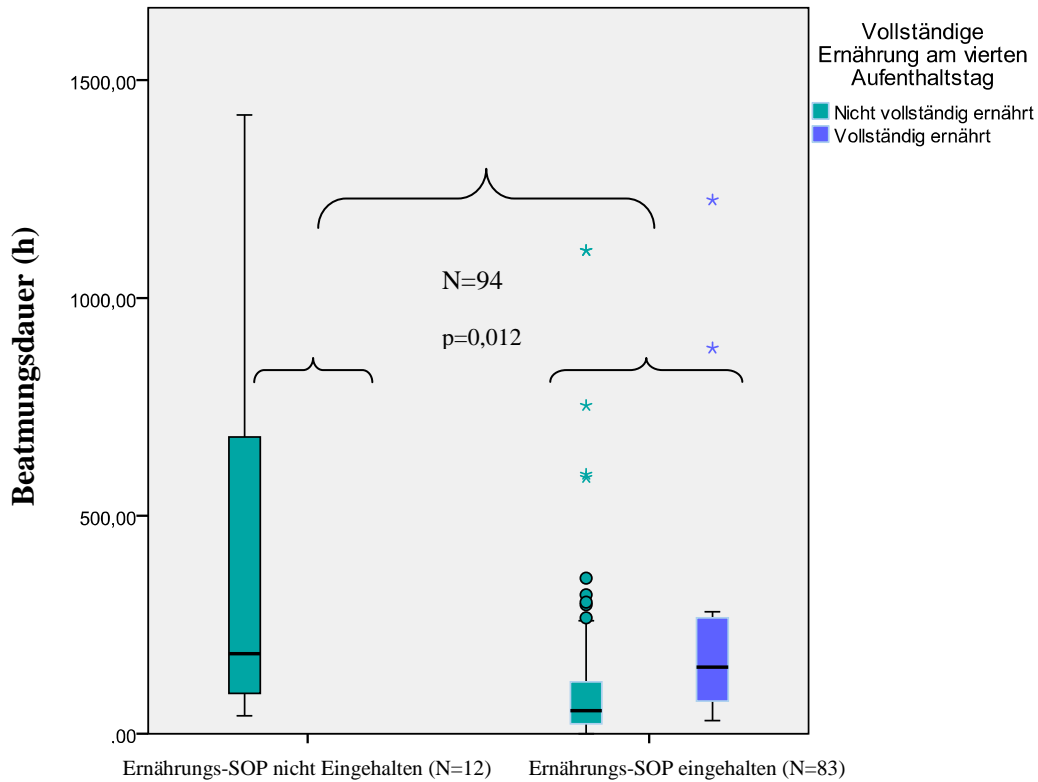 Vollständige
Ernährung am vierten
Aufenthaltstag
Nicht vollständig ernährt
Vollständig ernährt
Beatmungsdauer (h)
1500,00
1000,00
500,00
,00
N=94
p=0,012
Ernährungs-SOP nicht Eingehalten (N=12)
Ernährungs-SOP eingehalten (N=83)